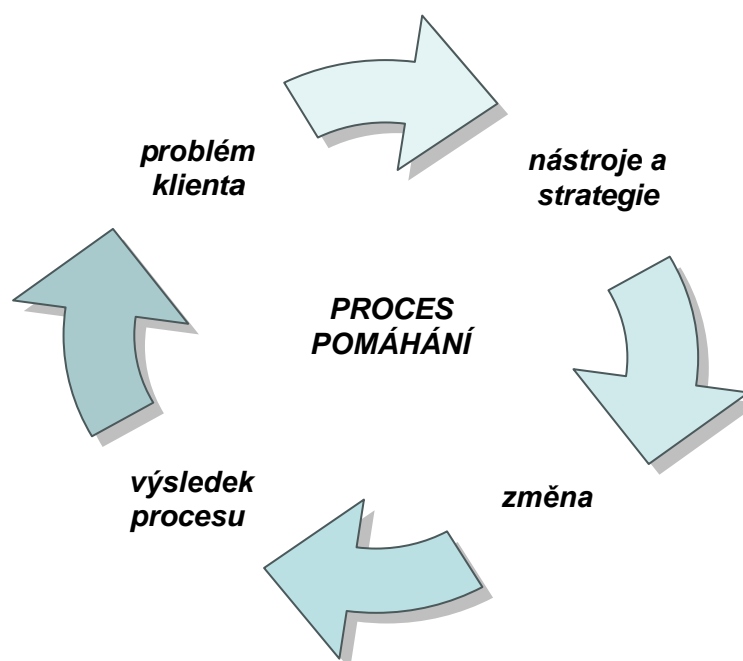 problém
klienta
nástroje a
strategie
PROCES
POMÁHÁNÍ
výsledek
procesu
změna